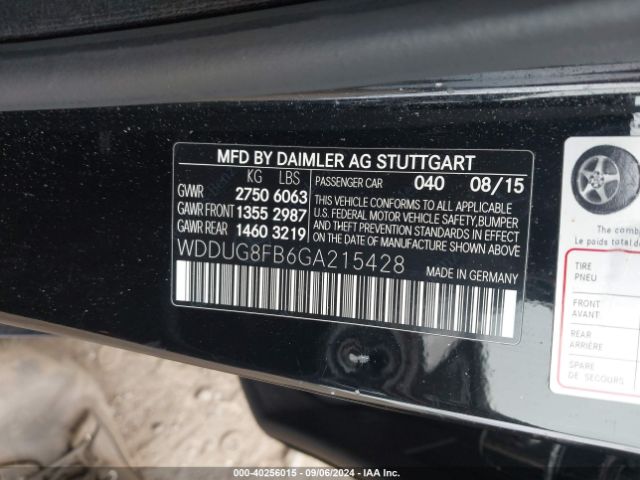 MFD BY DAIMLER AG STUTTGART
KG LBS
GVWR 2750 6063
GAWR FRONT 1355 2987
GAWR REAR 1460 3219
PASSENGER CAR 040 08/15
THIS VEHICLE CONFORMS TO ALL APPLICABLE
U.S. FEDERAL MOTOR VEHICLE SAFETY, BUMPER
AND THEFT PREVENTION STANDARDS IN EFFECT
ON THE DATE OF MANUFACTURE SHOWN ABOVE.
WDDUG8FB6GA215428 MADE IN GERMANY
The com
Le poids
TIRE
PNEU
FRONT
AVANT
REAR
ARRIÈRE
SPARE
DE SECOURS
000-40256015 - 09/06/2024 - IAA Inc.